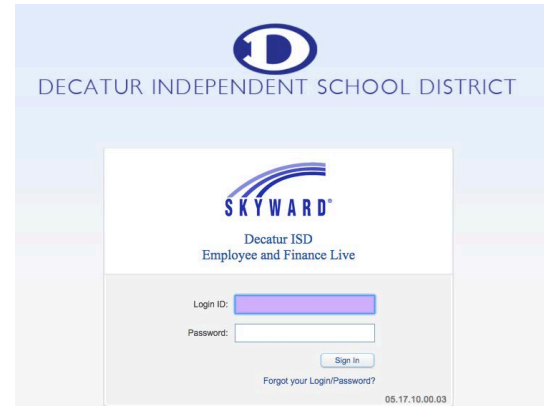 D
DECATUR INDEPENDENT SCHOOL DISTRICT
SKYWARD®
Decatur ISD
Employee and Finance Live
Login ID:
Password:
Sign In
Forgot your Login/Password?
05.17.10.00.03